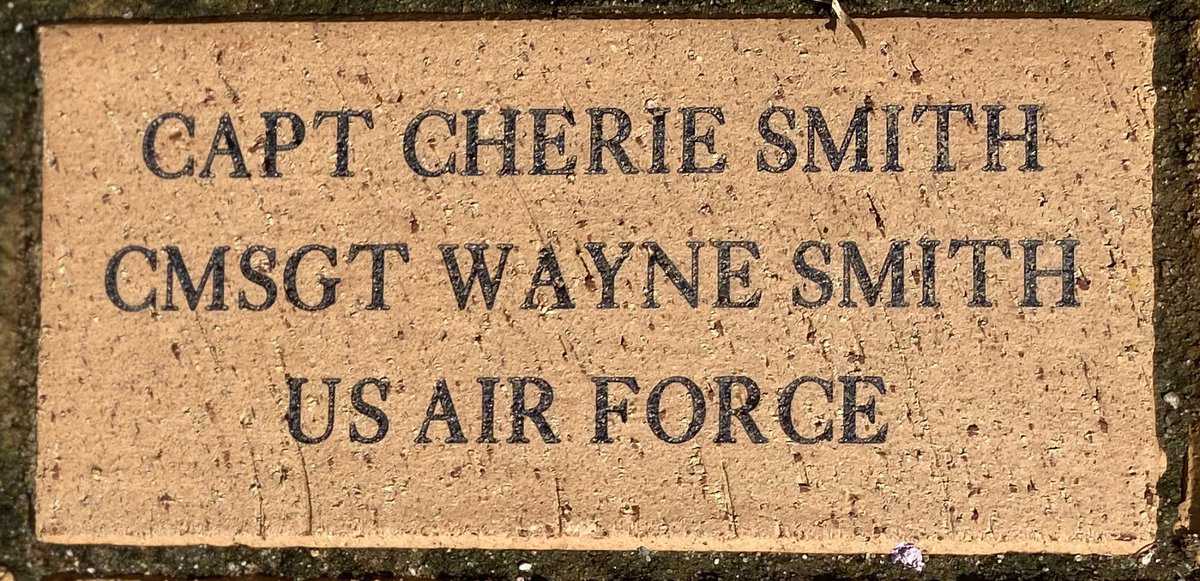 CAPT CHERIE SMITH
CMSGT WAYNE SMITH
US AIR FORCE